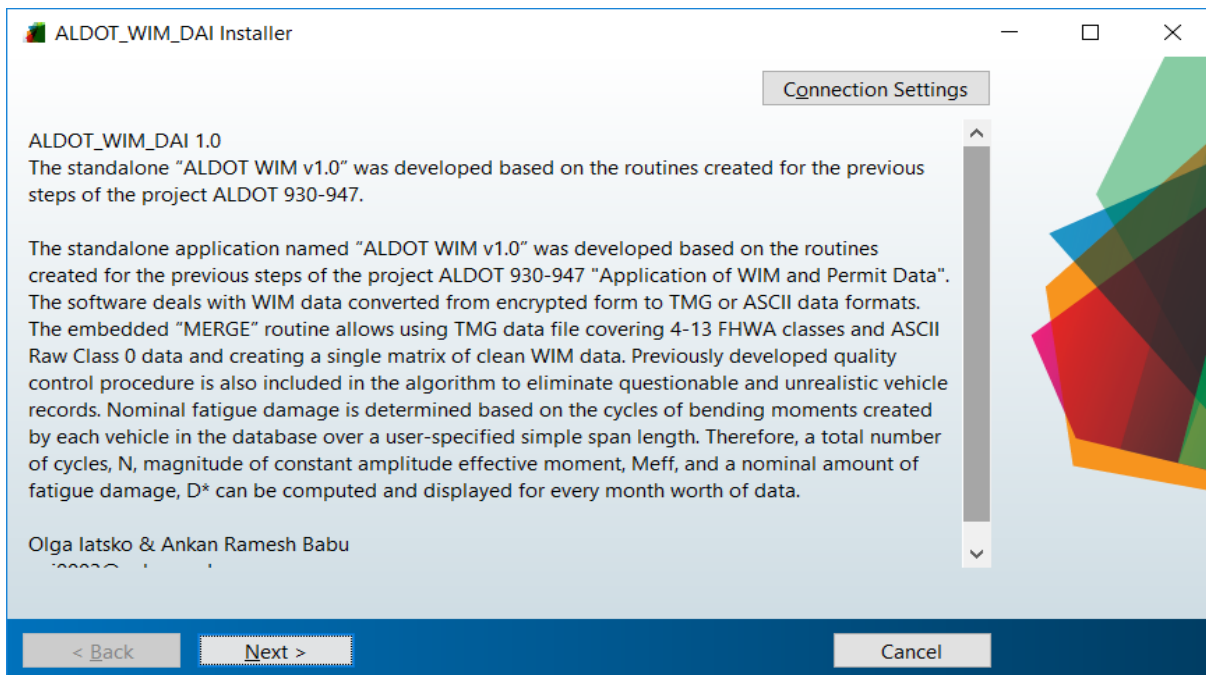 ALDOT_WIM_DAI Installer
Connection Settings
ALDOT_WIM_DAI 1.0
The standalone “ALDOT WIM v1.0” was developed based on the routines created for the previous
steps of the project ALDOT 930-947.
The standalone application named “ALDOT WIM v1.0” was developed based on the routines
created for the previous steps of the project ALDOT 930-947 "Application of WIM and Permit Data".
The software deals with WIM data converted from encrypted form to TMG or ASCII data formats.
The embedded “MERGE” routine allows using TMG data file covering 4-13 FHWA classes and ASCII
Raw Class 0 data and creating a single matrix of clean WIM data. Previously developed quality
control procedure is also included in the algorithm to eliminate questionable and unrealistic vehicle
records. Nominal fatigue damage is determined based on the cycles of bending moments created
by each vehicle in the database over a user-specified simple span length. Therefore, a total number
of cycles, N, magnitude of constant amplitude effective moment, Meff, and a nominal amount of
fatigue damage, D* can be computed and displayed for every month worth of data.
Olga Iatsko & Ankan Ramesh Babu
< Back
Next >
Cancel